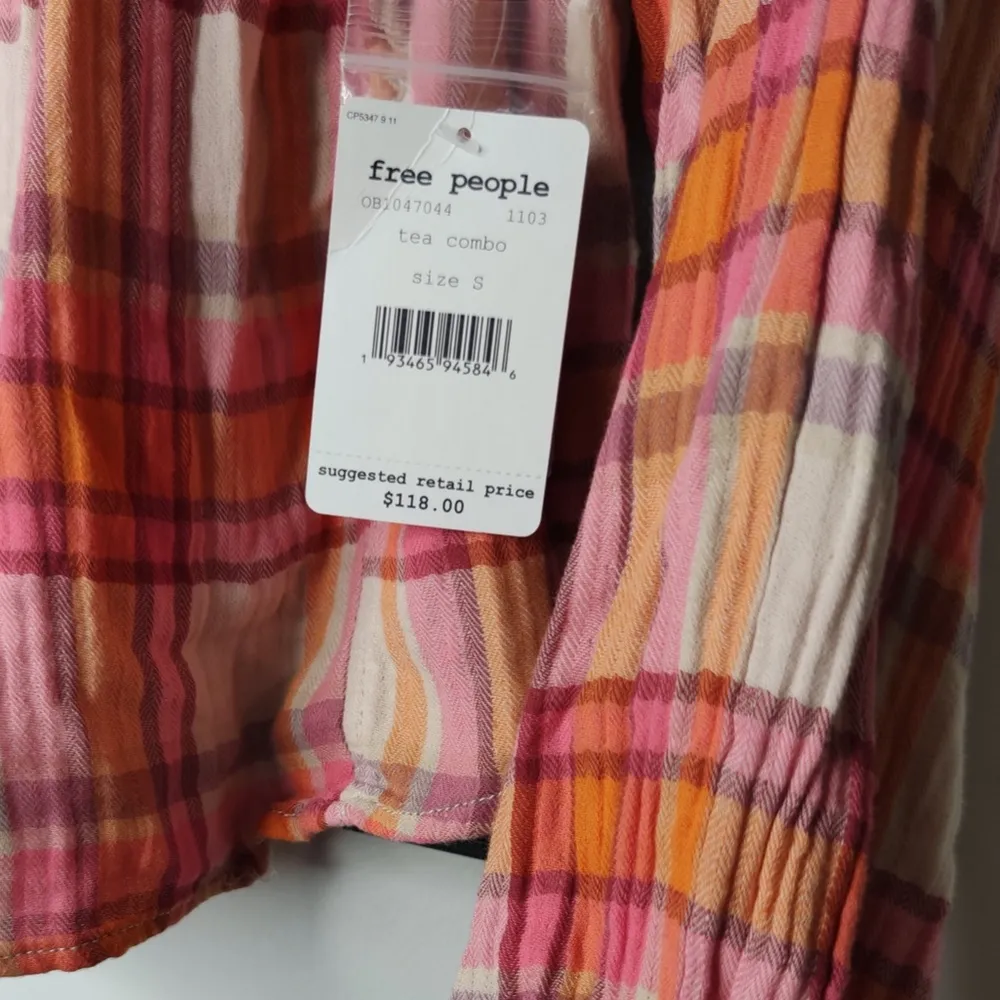 CP5347 9 11
free people
OB1047044 1103
tea combo
size S
1 93465 94584 6
suggested retail price
$118.00